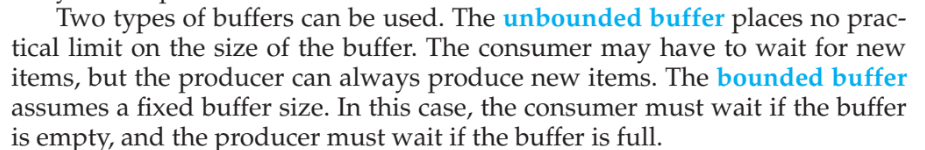 Two types of buffers can be used. The unbounded buffer places no prac-
tical limit on the size of the buffer. The consumer may have to wait for new
items, but the producer can always produce new items. The bounded buffer
assumes a fixed buffer size. In this case, the consumer must wait if the buffer
is empty, and the producer must wait if the buffer is full.